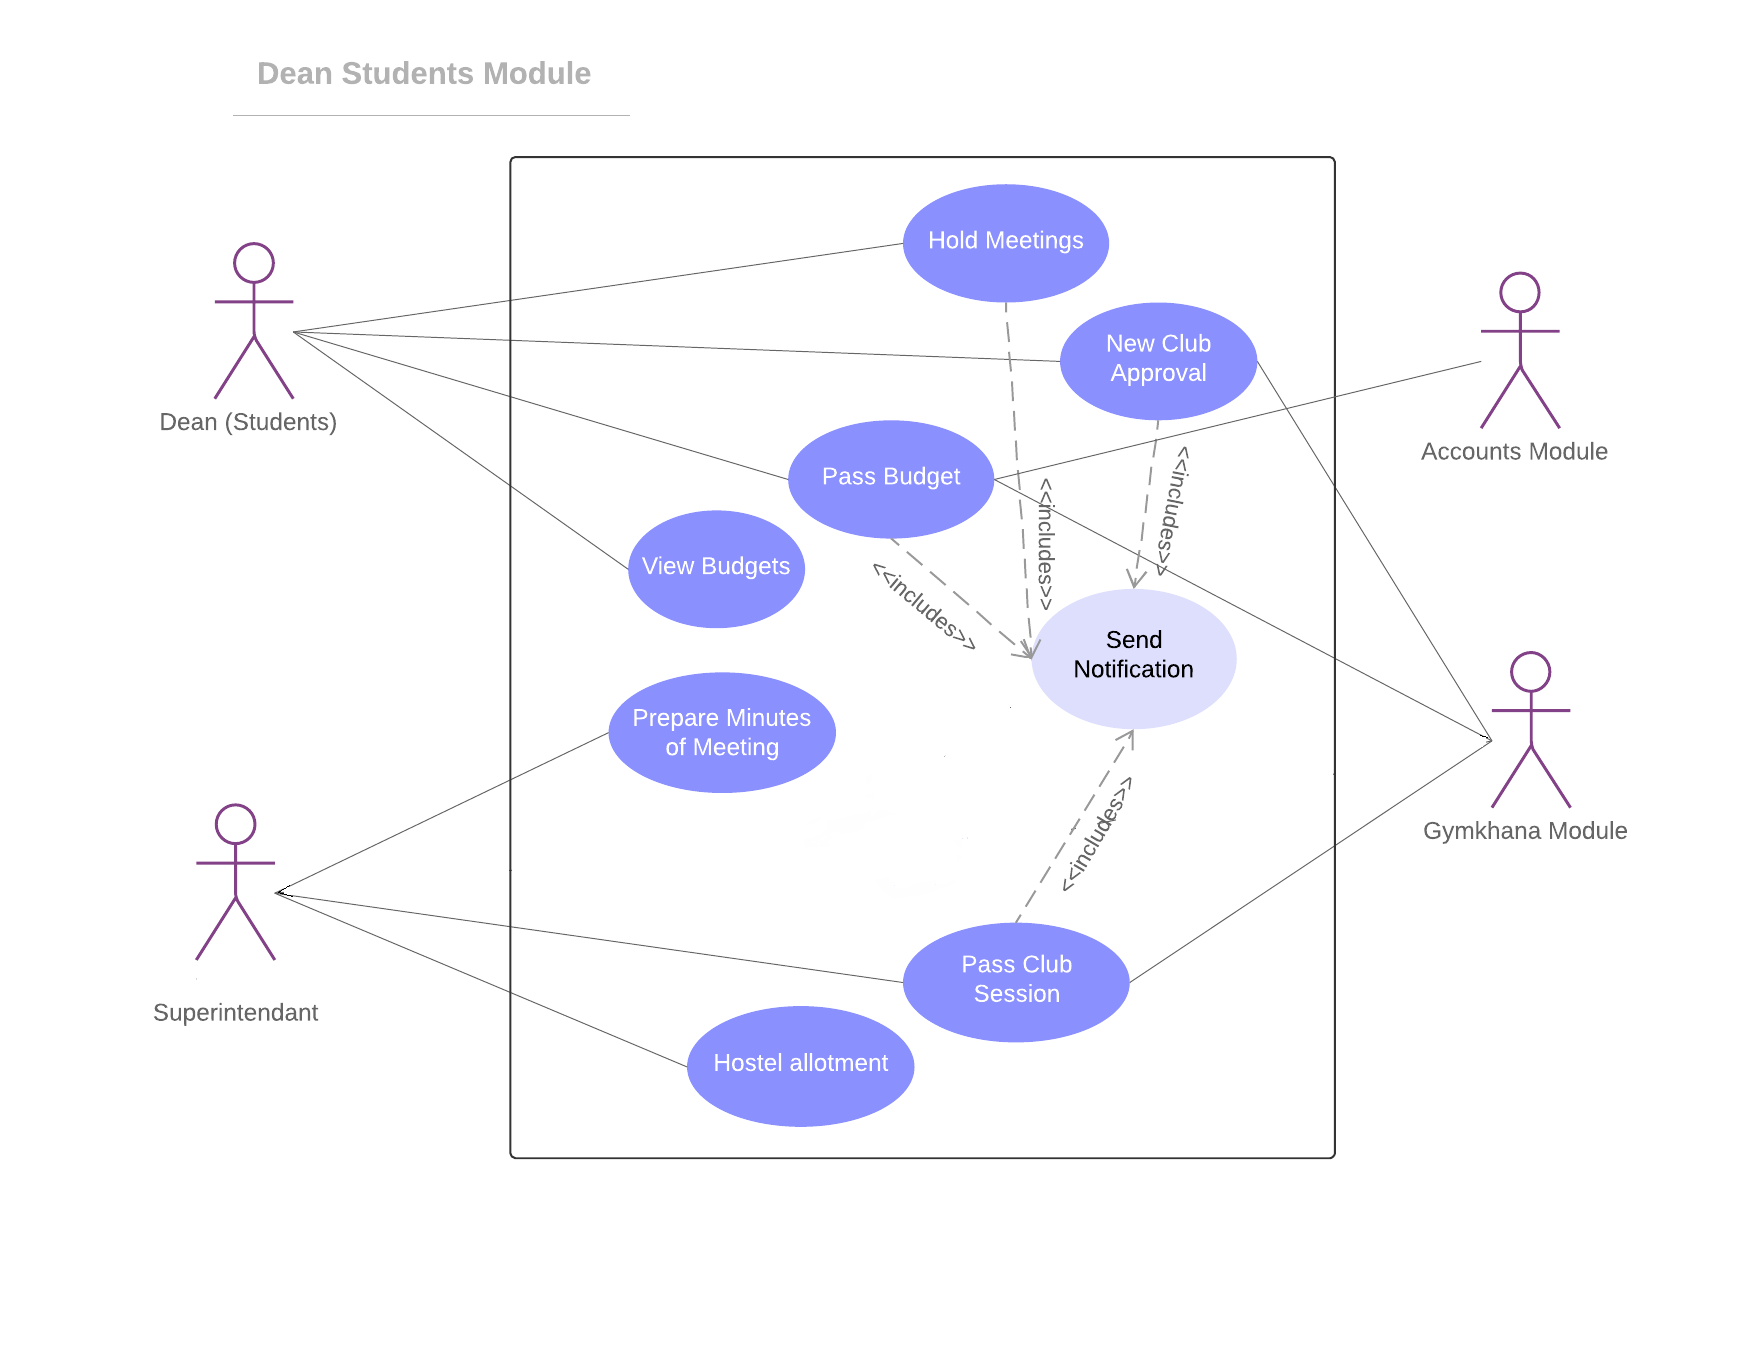 Dean Students Module
Hold Meetings
New Club
Approval
Dean (Students)
Accounts Module
Pass Budget
<<includes>>
<<includes>>
View Budgets
<<includes>>
Send
Notification
Prepare Minutes
of Meeting
<<includes>>
Gymkhana Module
Pass Club
Session
Superintendant
Hostel allotment